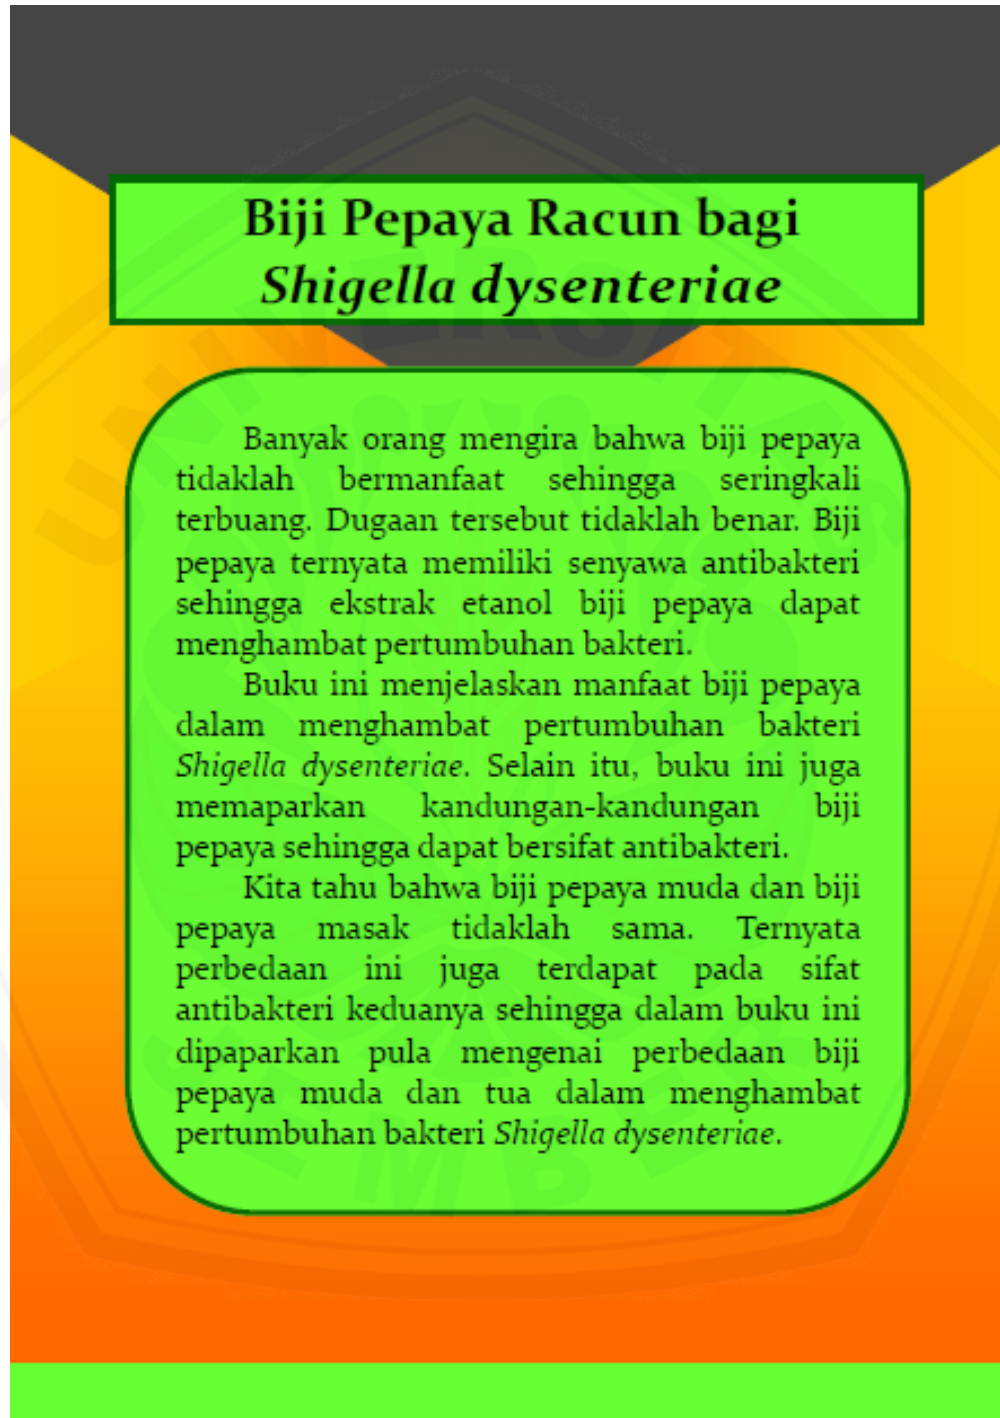 Biji Pepaya Racun bagi
Shigella dysenteriae
Banyak orang mengira bahwa biji pepaya
tidaklah bermanfaat sehingga seringkali
terbuang. Dugaan tersebut tidaklah benar. Biji
pepaya ternyata memiliki senyawa antibakteri
sehingga ekstrak etanol biji pepaya dapat
menghambat pertumbuhan bakteri.
Buku ini menjelaskan manfaat biji pepaya
dalam menghambat pertumbuhan bakteri
Shigella dysenteriae. Selain itu, buku ini juga
memaparkan kandungan-kandungan biji
pepaya sehingga dapat bersifat antibakteri.
Kita tahu bahwa biji pepaya muda dan biji
pepaya masak tidaklah sama. Ternyata
perbedaan ini juga terdapat pada sifat
antibakteri keduanya sehingga dalam buku ini
dipaparkan pula mengenai perbedaan biji
pepaya muda dan tua dalam menghambat
pertumbuhan bakteri Shigella dysenteriae.
UNIVERSITAS
JEMBER